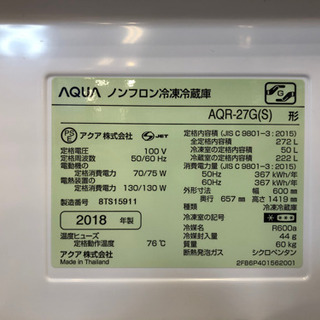 AQUA ノンフロン冷凍冷蔵庫
G
AQR-27G(S) 形
PS E アクア株式会社 JET
定格電圧 100 V
定格周波数 50/60 Hz
電動機の
定格消費電力 70/75 W
電熱装置の
定格消費電力 130/130 W
製造番号 8TS15911
2018 年製
温度ヒューズ
定格動作温度 76℃
アクア株式会社
Made in Thailand
定格内容積 (JIS C 9801-3 : 2015)
全定格内容積 272 L
冷凍室の定格内容積 50 L
冷蔵室の定格内容積 222 L
消費電力量 (JIS C 9801-3 : 2015)
50Hz 367 kWh/年
60Hz 367 kWh/年
外形寸法 幅 600 mm
奥行 657 mm 高さ 1419 mm
種類 冷凍冷蔵庫
冷凍室の記号
冷媒名 R600a
冷媒封入量 44 g
質量 60 kg
断熱発泡ガス シクロペンタン
2FB6P401562001